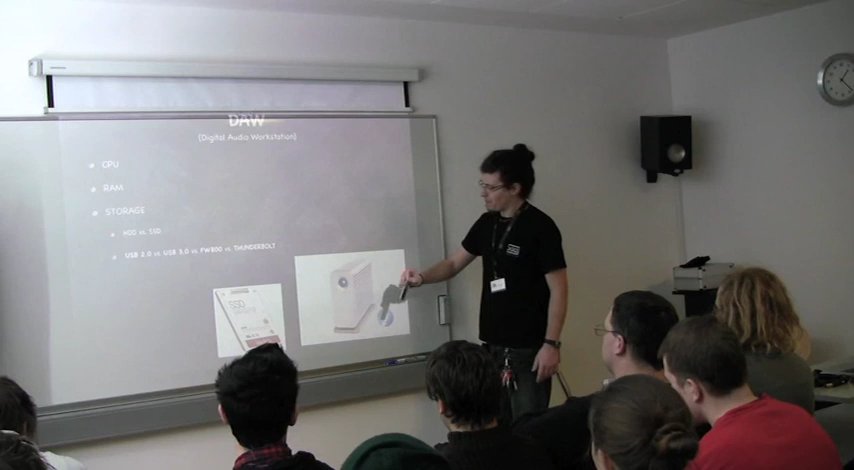 DAW
(Digital Audio Workstation)
CPU
RAM
STORAGE
HDD vs. SSD
USB 2.0 vs. USB 3.0 vs. FW800 vs. THUNDERBOLT
SSD